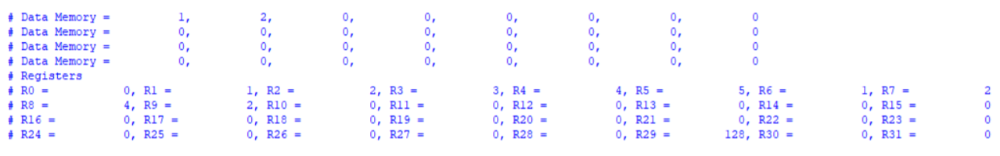 # Data Memory = 1, 2, 0, 0, 0, 0, 0, 0
# Data Memory = 0, 0, 0, 0, 0, 0, 0, 0
# Data Memory = 0, 0, 0, 0, 0, 0, 0, 0
# Data Memory = 0, 0, 0, 0, 0, 0, 0, 0
# Registers
# R0 = 0, R1 = 1, R2 = 2, R3 = 3, R4 = 4, R5 = 5, R6 = 1, R7 = 2
# R8 = 4, R9 = 2, R10 = 0, R11 = 0, R12 = 0, R13 = 0, R14 = 0, R15 = 0
# R16 = 0, R17 = 0, R18 = 0, R19 = 0, R20 = 0, R21 = 0, R22 = 0, R23 = 0
# R24 = 0, R25 = 0, R26 = 0, R27 = 0, R28 = 0, R29 = 128, R30 = 0, R31 = 0